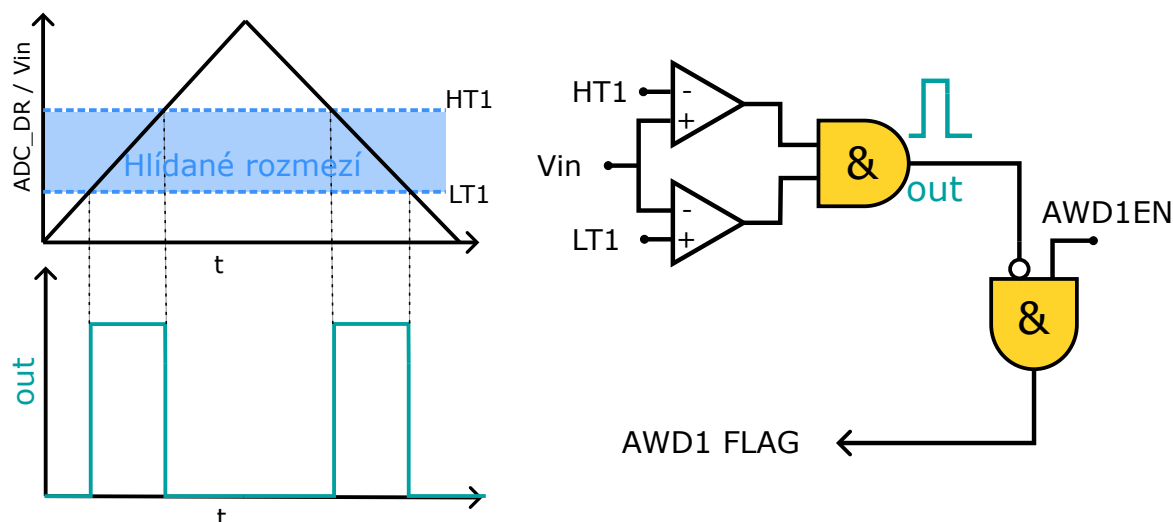 ADC_DR / Vin
HT1
Hlídané rozmezí
LT1
t
out
t
HT1
-
+
Vin
-
LT1
+
&
out
AWD1EN
&
AWD1 FLAG